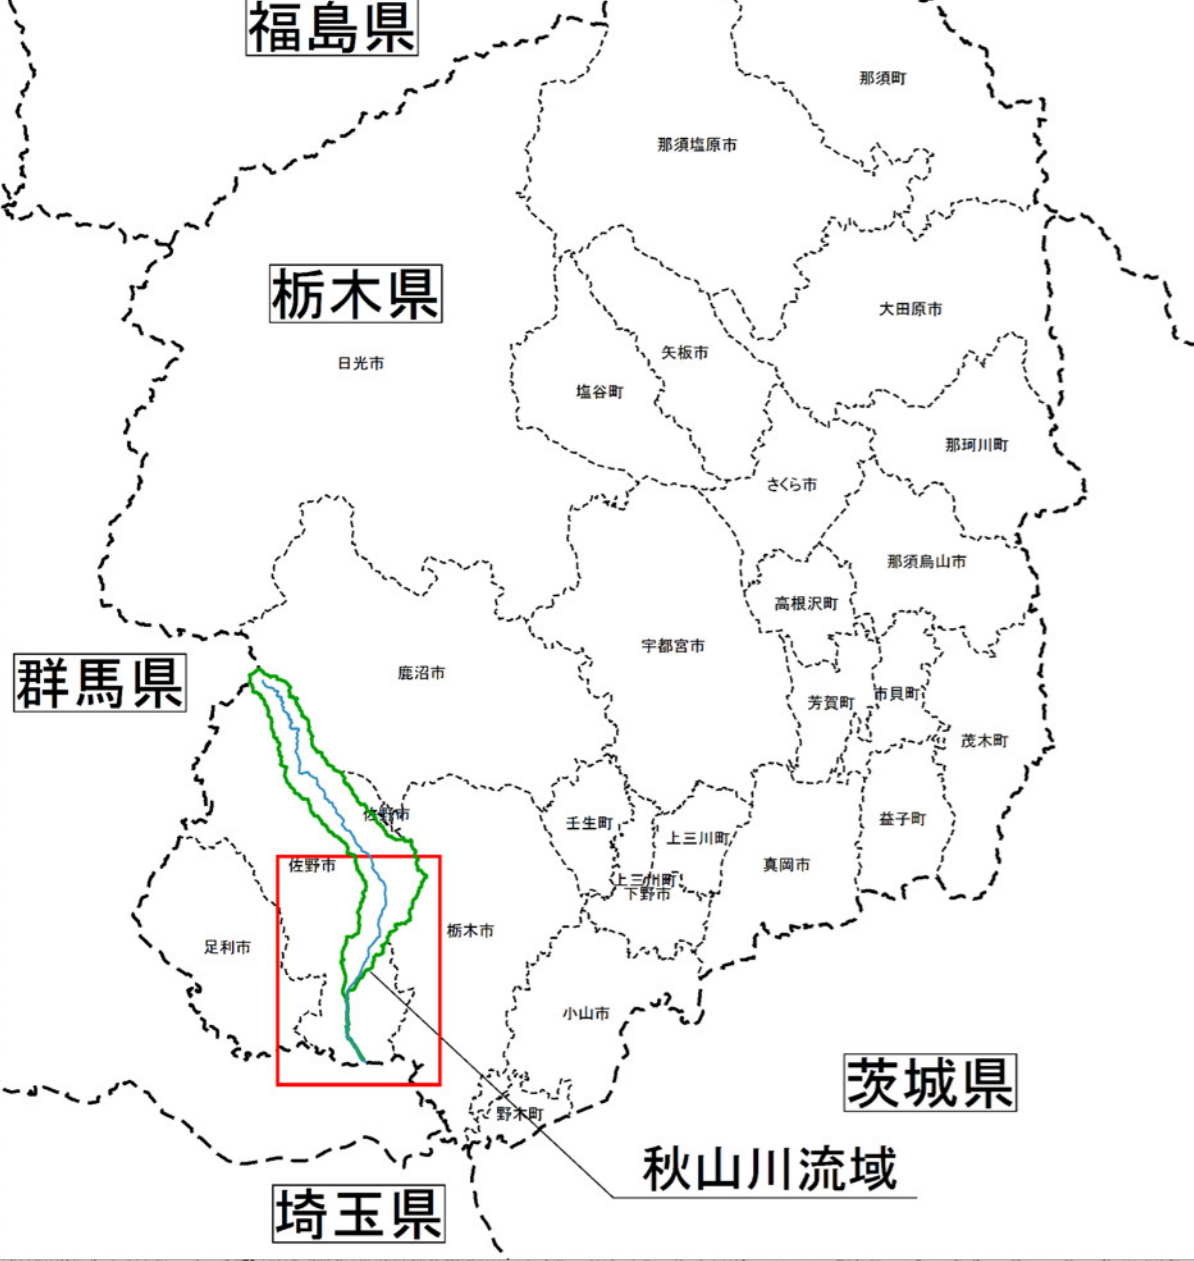 福島県
那須町
那須塩原市
栃木県
大田原市
矢板市
日光市
塩谷町
那珂川町
さくら市
那須烏山市
高根沢町
宇都宮市
鹿沼市
群馬県
市貝町
芳賀町
茂木町
佐野市
壬生町
益子町
上三川町
佐野市
真岡市
上三川町
下野市
栃木市
足利市
小山市
茨城県
野木町
秋山川流域
埼玉県